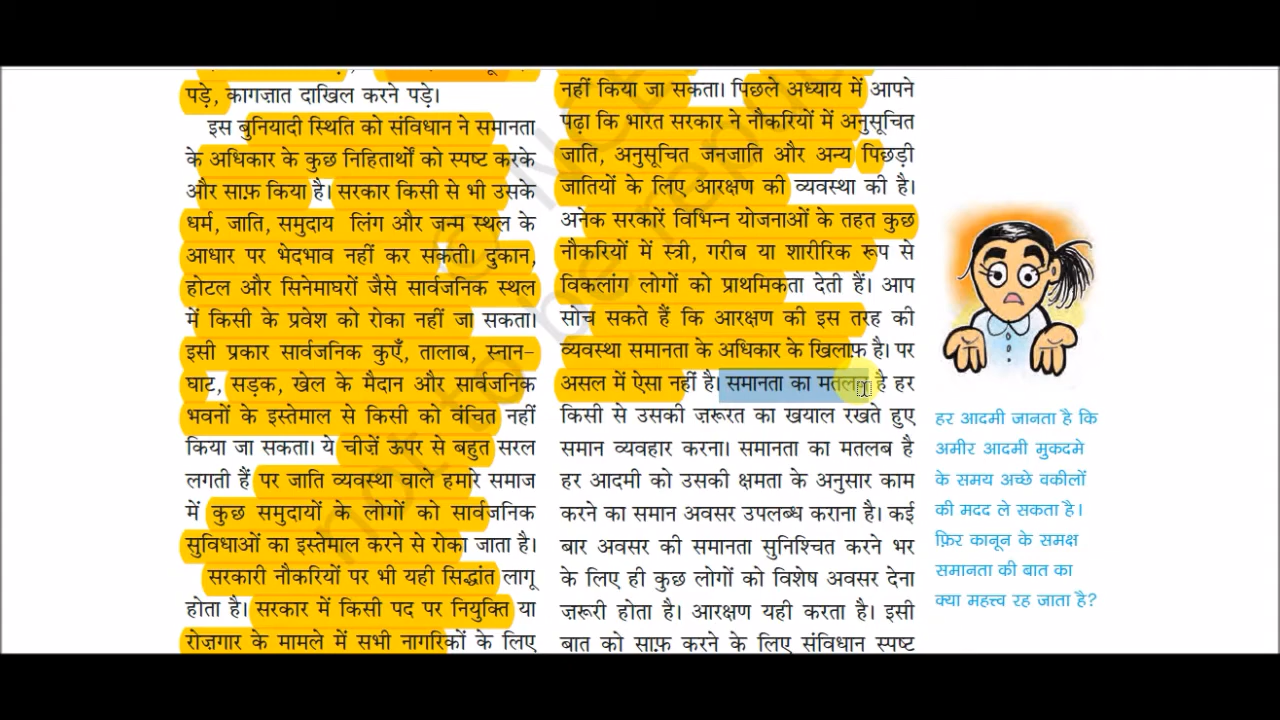 पड़े, कागज़ात दाखिल करने पड़े।
इस बुनियादी स्थिति को संविधान ने समानता
के अधिकार के कुछ निहितार्थों को स्पष्ट करके
और साफ़ किया है। सरकार किसी से भी उसके
धर्म, जाति, समुदाय लिंग और जन्म स्थल के
आधार पर भेदभाव नहीं कर सकती। दुकान,
होटल और सिनेमाघरों जैसे सार्वजनिक स्थल
में किसी के प्रवेश को रोका नहीं जा सकता।
इसी प्रकार सार्वजनिक कुएँ, तालाब, स्नान-
घाट, सड़क, खेल के मैदान और सार्वजनिक
भवनों के इस्तेमाल से किसी को वंचित नहीं
किया जा सकता। ये चीज़ें ऊपर से बहुत सरल
लगती हैं पर जाति व्यवस्था वाले हमारे समाज
में कुछ समुदायों के लोगों को सार्वजनिक
सुविधाओं का इस्तेमाल करने से रोका जाता है।
सरकारी नौकरियों पर भी यही सिद्धांत लागू
होता है। सरकार में किसी पद पर नियुक्ति या
रोज़गार के मामले में सभी नागरिकों के लिए
नहीं किया जा सकता। पिछले अध्याय में आपने
पढ़ा कि भारत सरकार ने नौकरियों में अनुसूचित
जाति, अनुसूचित जनजाति और अन्य पिछड़ी
जातियों के लिए आरक्षण की व्यवस्था की है।
अनेक सरकारें विभिन्न योजनाओं के तहत कुछ
नौकरियों में स्त्री, गरीब या शारीरिक रूप से
विकलांग लोगों को प्राथमिकता देती हैं। आप
सोच सकते हैं कि आरक्षण की इस तरह की
व्यवस्था समानता के अधिकार के खिलाफ़ है। पर
असल में ऐसा नहीं है। समानता का मतलब है हर
किसी से उसकी ज़रूरत का खयाल रखते हुए
समान व्यवहार करना। समानता का मतलब है
हर आदमी को उसकी क्षमता के अनुसार काम
करने का समान अवसर उपलब्ध कराना है। कई
बार अवसर की समानता सुनिश्चित करने भर
के लिए ही कुछ लोगों को विशेष अवसर देना
ज़रूरी होता है। आरक्षण यही करता है। इसी
बात को साफ़ करने के लिए संविधान स्पष्ट
हर आदमी जानता है कि
अमीर आदमी मुकदमे
के समय अच्छे वकीलों
की मदद ले सकता है।
फ़िर कानून के समक्ष
समानता की बात का
क्या महत्त्व रह जाता है?